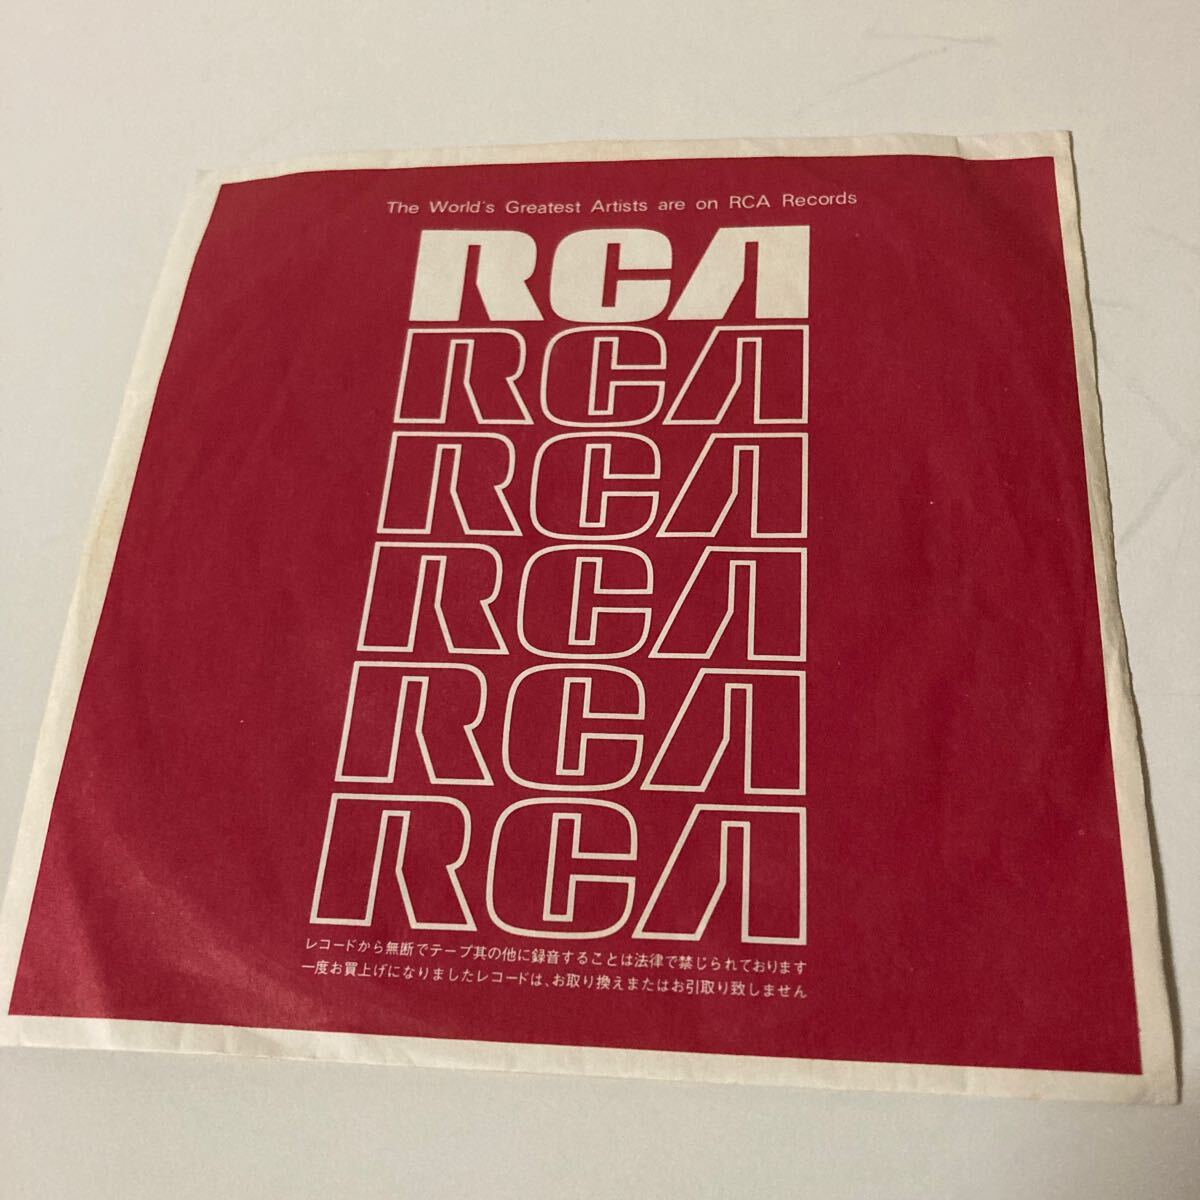 The World's Greatest Artists are on RCA Records
RCA
RCA
RCA
RCA
RCA
RCA
レコードから無断でテープ其の他に録音することは法律で禁じられております
一度お買上げになりましたレコードは、お取り換えまたはお引取り致しません